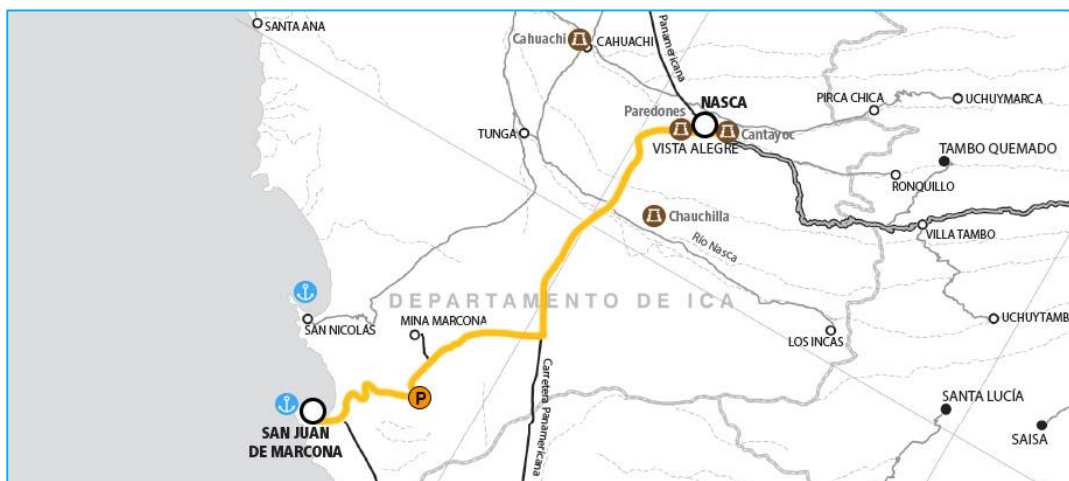 SANTA ANA
Cahuachi
CAHUACHI
Panamericana
NASCA
PIRCA CHICA
UCHUYMARCA
Paredones
TUNGA
Cantayoc
VISTA ALEGRE
TAMBO QUEMADO
RONQUILLO
Chauchilla
VILLA TAMBO
Río Nasca
DEPARTAMENTO DE ICA
SAN NICOLÁS
MINA MARCONA
UCHUYTAMB
LOS INCAS
Carretera Panamericana
P
SANTA LUCÍA
SAN JUAN
DE MARCONA
SAISA